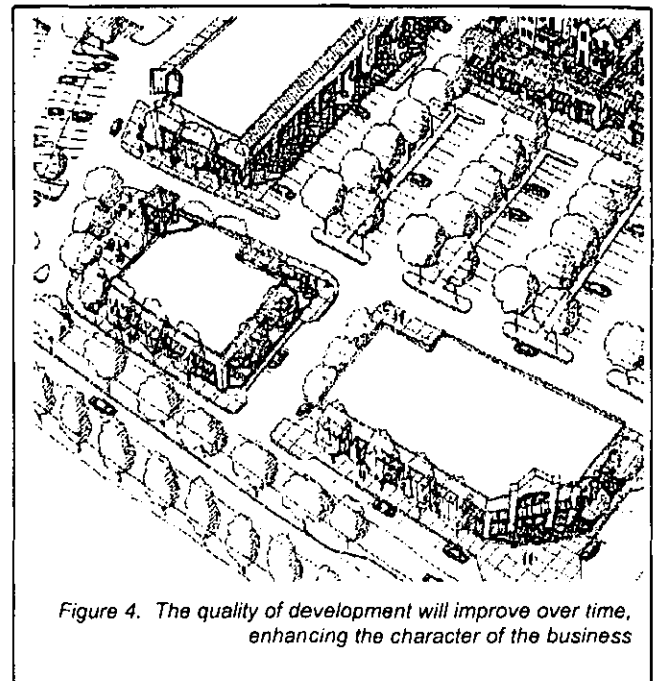 Figure 4. The quality of development will improve over time,
enhancing the character of the business